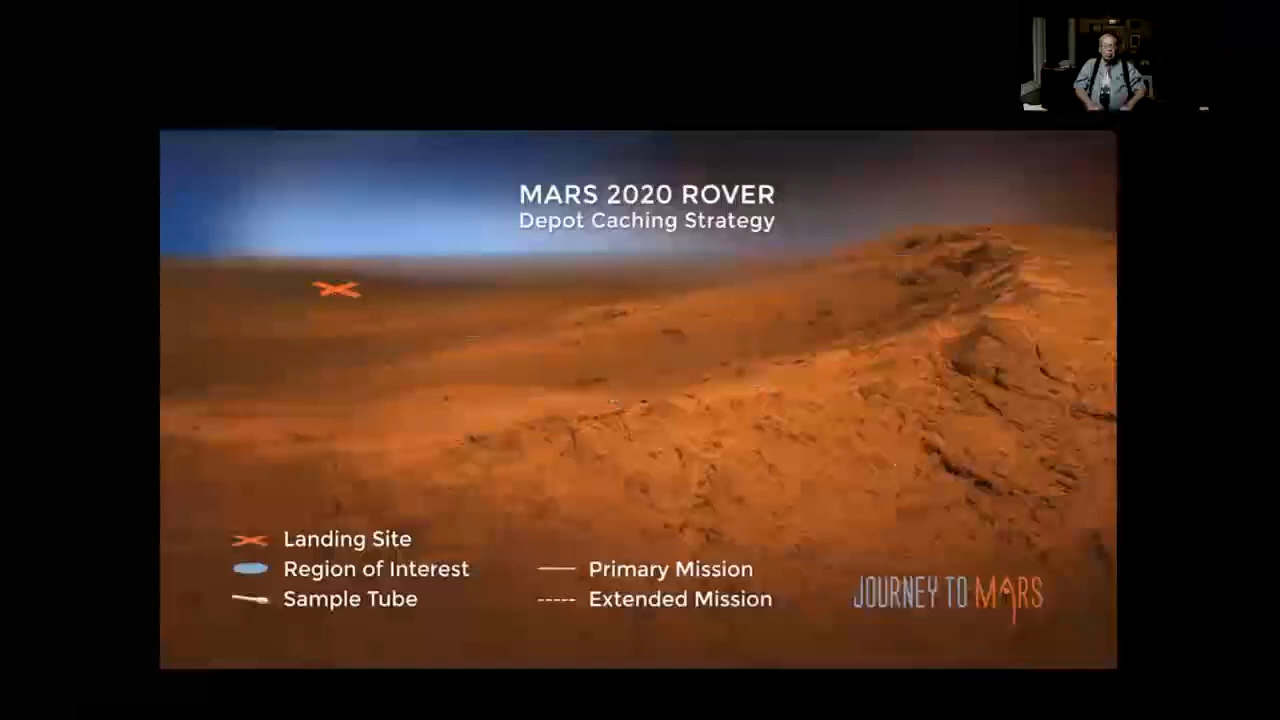 MARS 2020 ROVER
Depot Caching Strategy
Landing Site
Region of Interest
Sample Tube
Primary Mission
Extended Mission
JOURNEY TO MARS